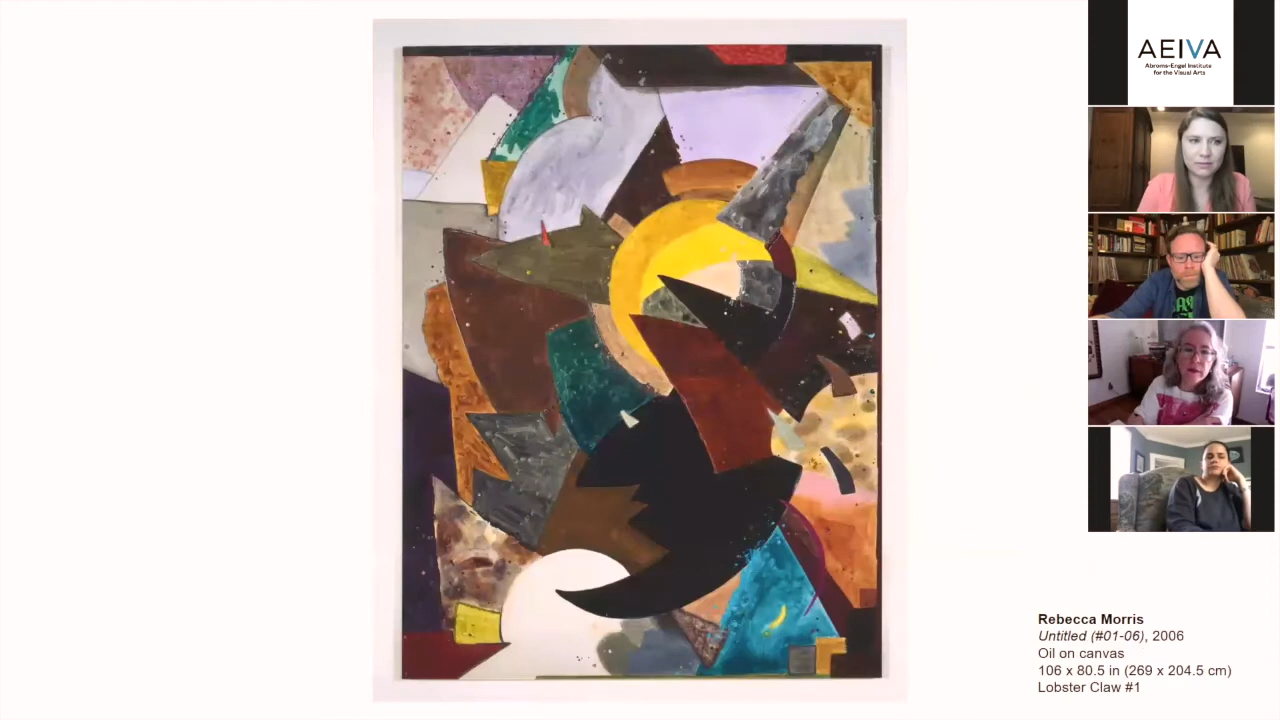 AEIVA
Abroms-Engel Institute
for the Visual Arts
Rebecca Morris
Untitled (#01-06), 2006
Oil on canvas
106 x 80.5 in (269 x 204.5 cm)
Lobster Claw #1